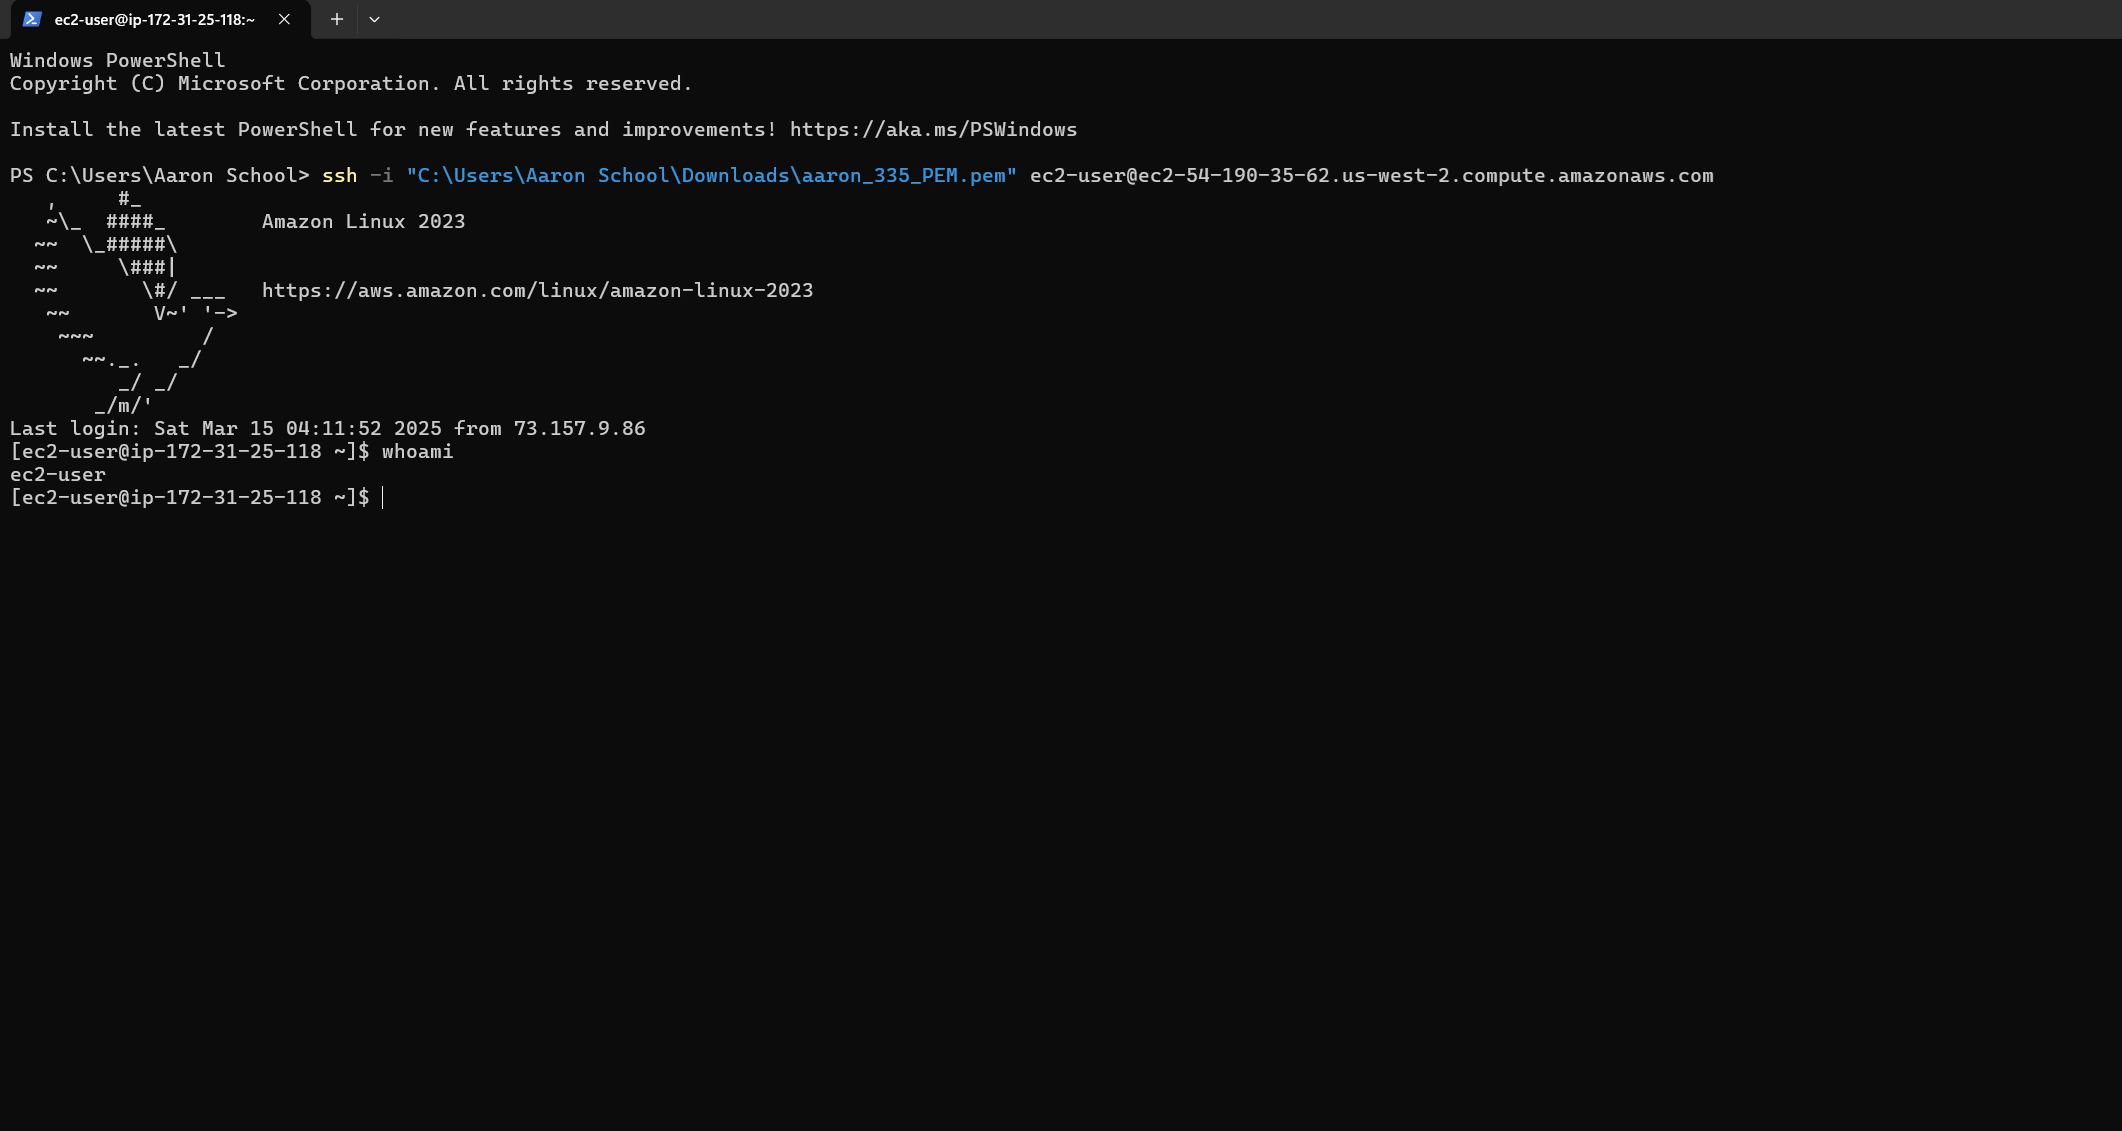 ec2-user@ip-172-31-25-118:~
Windows PowerShell
Copyright (C) Microsoft Corporation. All rights reserved.
Install the latest PowerShell for new features and improvements! https://aka.ms/PSWindows
PS C:\Users\Aaron School> ssh -i "C:\Users\Aaron School\Downloads\aaron_335_PEM.pem" ec2-user@ec2-54-190-35-62.us-west-2.compute.amazonaws.com
   ,     #_
   ~\_  ####_        Amazon Linux 2023
  ~~  \_#####\
  ~~     \###|
  ~~       \#/ ___   https://aws.amazon.com/linux/amazon-linux-2023
   ~~       V~' '->
    ~~~         /
      ~~._.   _/
         _/ _/
       _/m/'
Last login: Sat Mar 15 04:11:52 2025 from 73.157.9.86
[ec2-user@ip-172-31-25-118 ~]$ whoami
ec2-user
[ec2-user@ip-172-31-25-118 ~]$